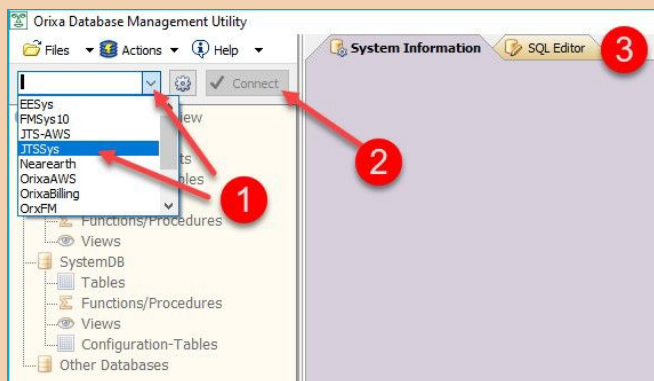 Orixa Database Management Utility
Files Actions Help
System Information SQL Editor 3
Connect
2
EESys
FMSys10
JTS-AWS
JTSSys
Nearearth
OrixaAWS
OrixaBilling
OrxFM
1
Functions/Procedures
Views
SystemDB
Tables
Functions/Procedures
Views
Configuration-Tables
Other Databases